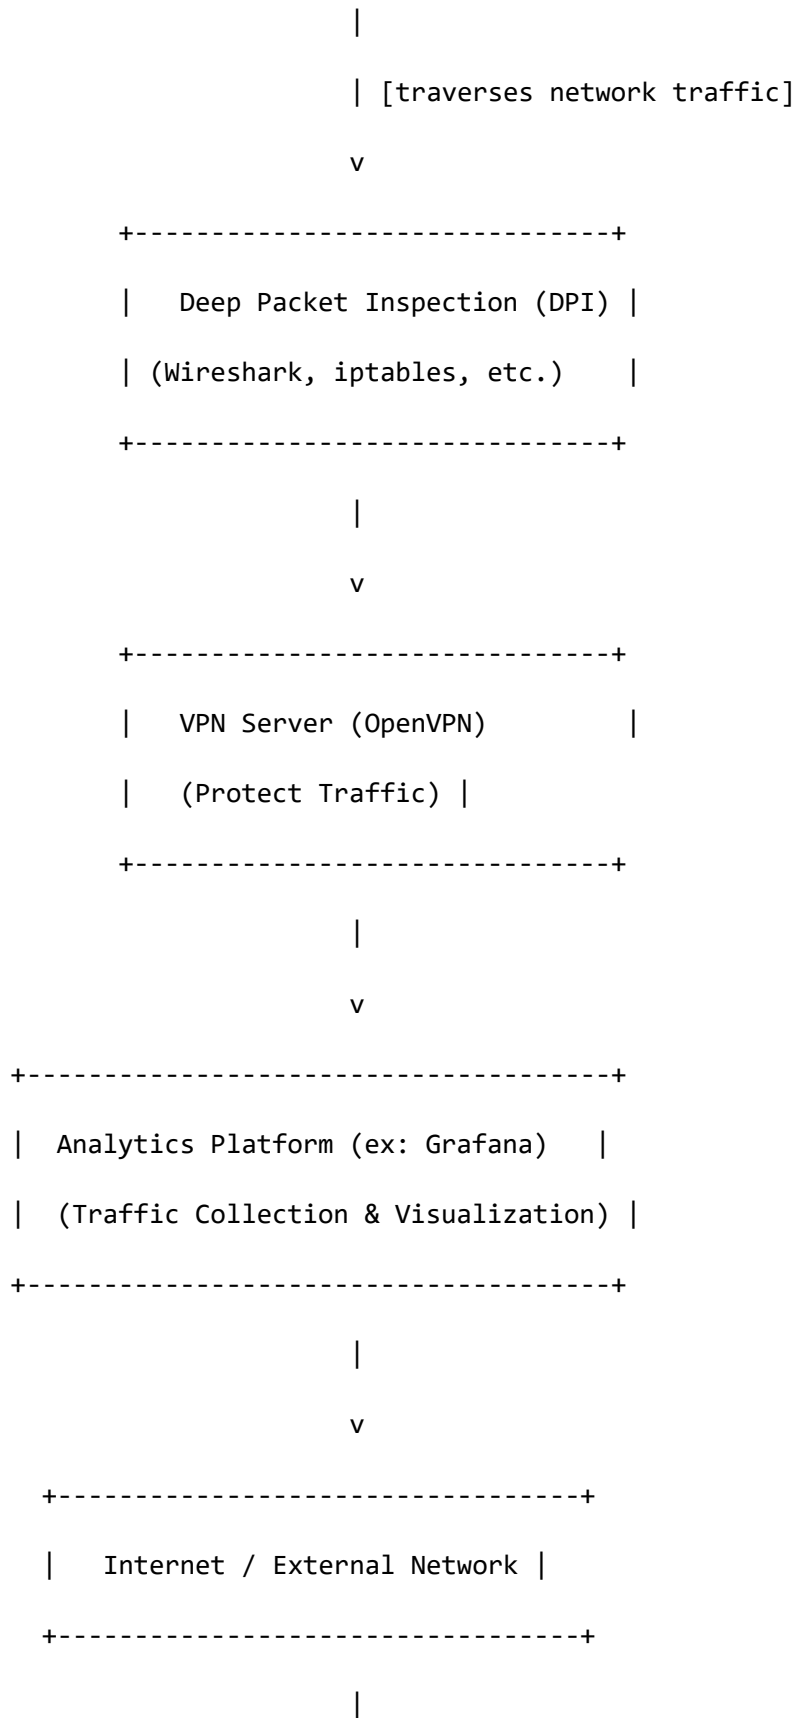 |
| [traverses network traffic]
v
+-------------------------------+
|   Deep Packet Inspection (DPI) |
| (Wireshark, iptables, etc.)    |
+-------------------------------+
|
v
+-------------------------------+
|   VPN Server (OpenVPN)         |
|   (Protect Traffic) |
+-------------------------------+
|
v
+--------------------------------------+
|  Analytics Platform (ex: Grafana)   |
|  (Traffic Collection & Visualization) |
+--------------------------------------+
|
v
+----------------------------------+
|   Internet / External Network |
+----------------------------------+
|